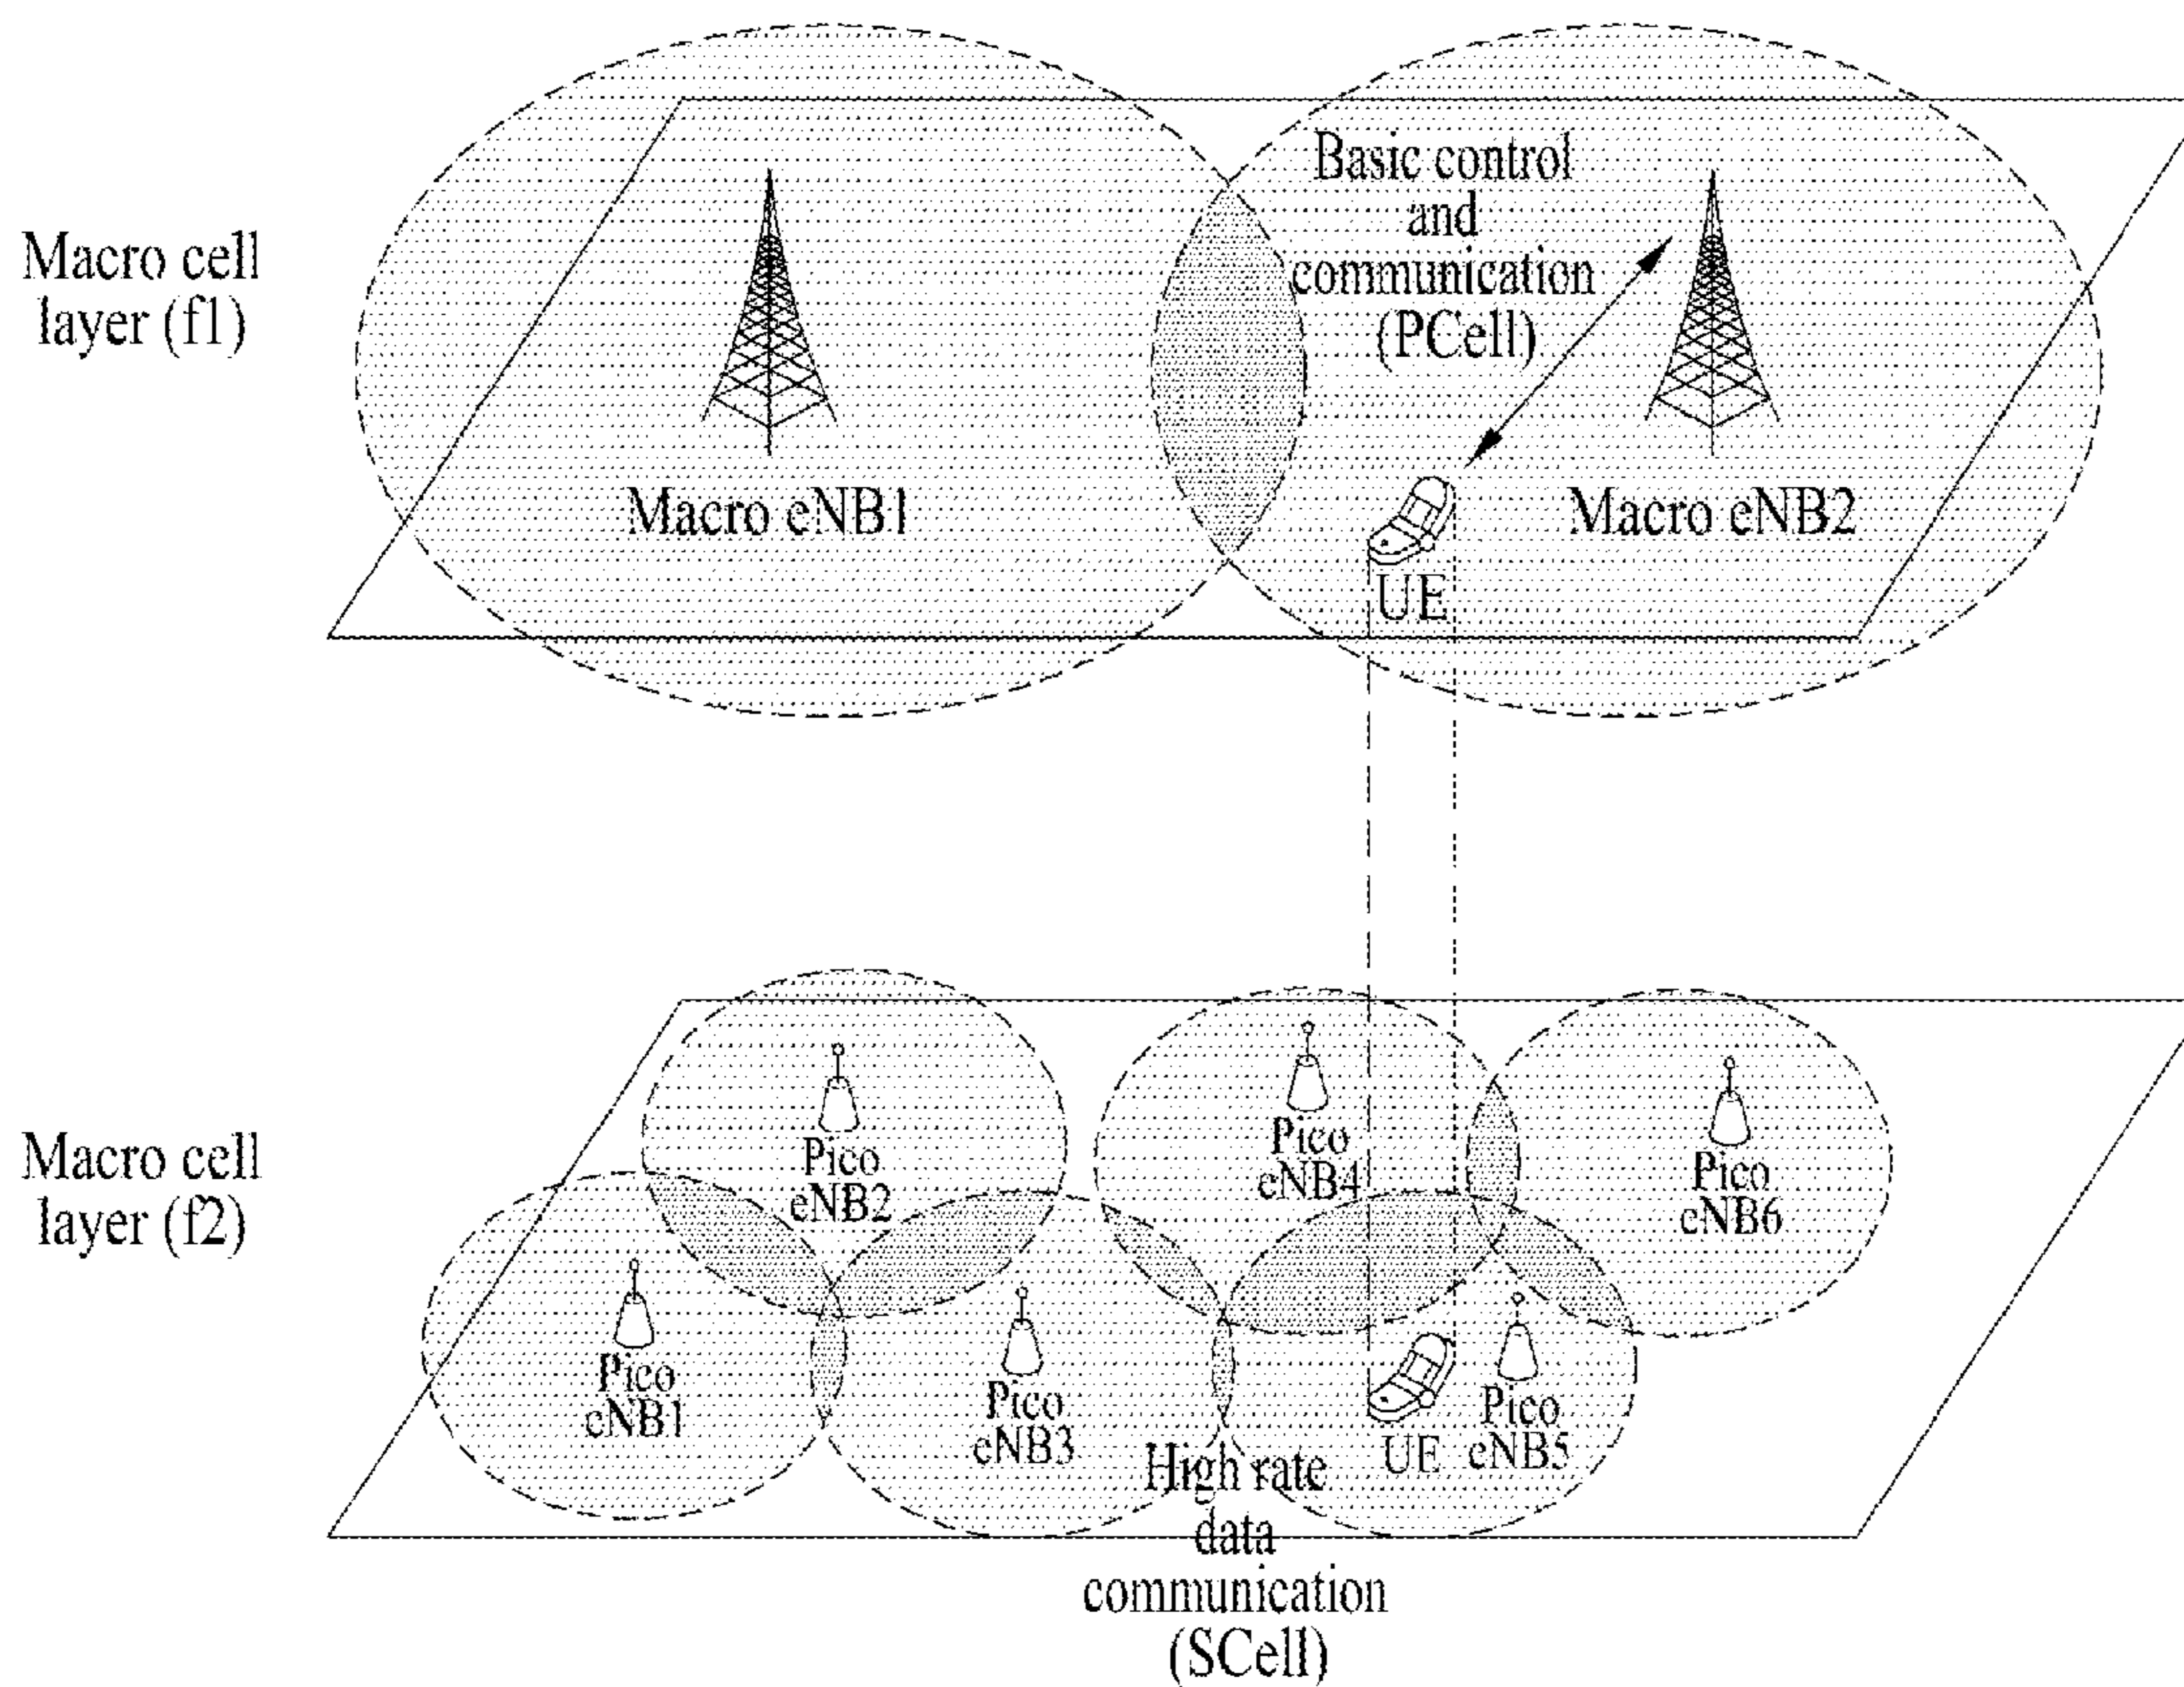 Basic control
and
communication
(PCell)
Macro cell
layer (f1)
Macro eNB1
Macro eNB2
UE
Macro cell
layer (f2)
Pico
eNB2
Pico
eNB4
Pico
eNB6
Pico
eNB1
Pico
eNB3
UE
Pico
eNB5
High rate
data
communication
(SCell)